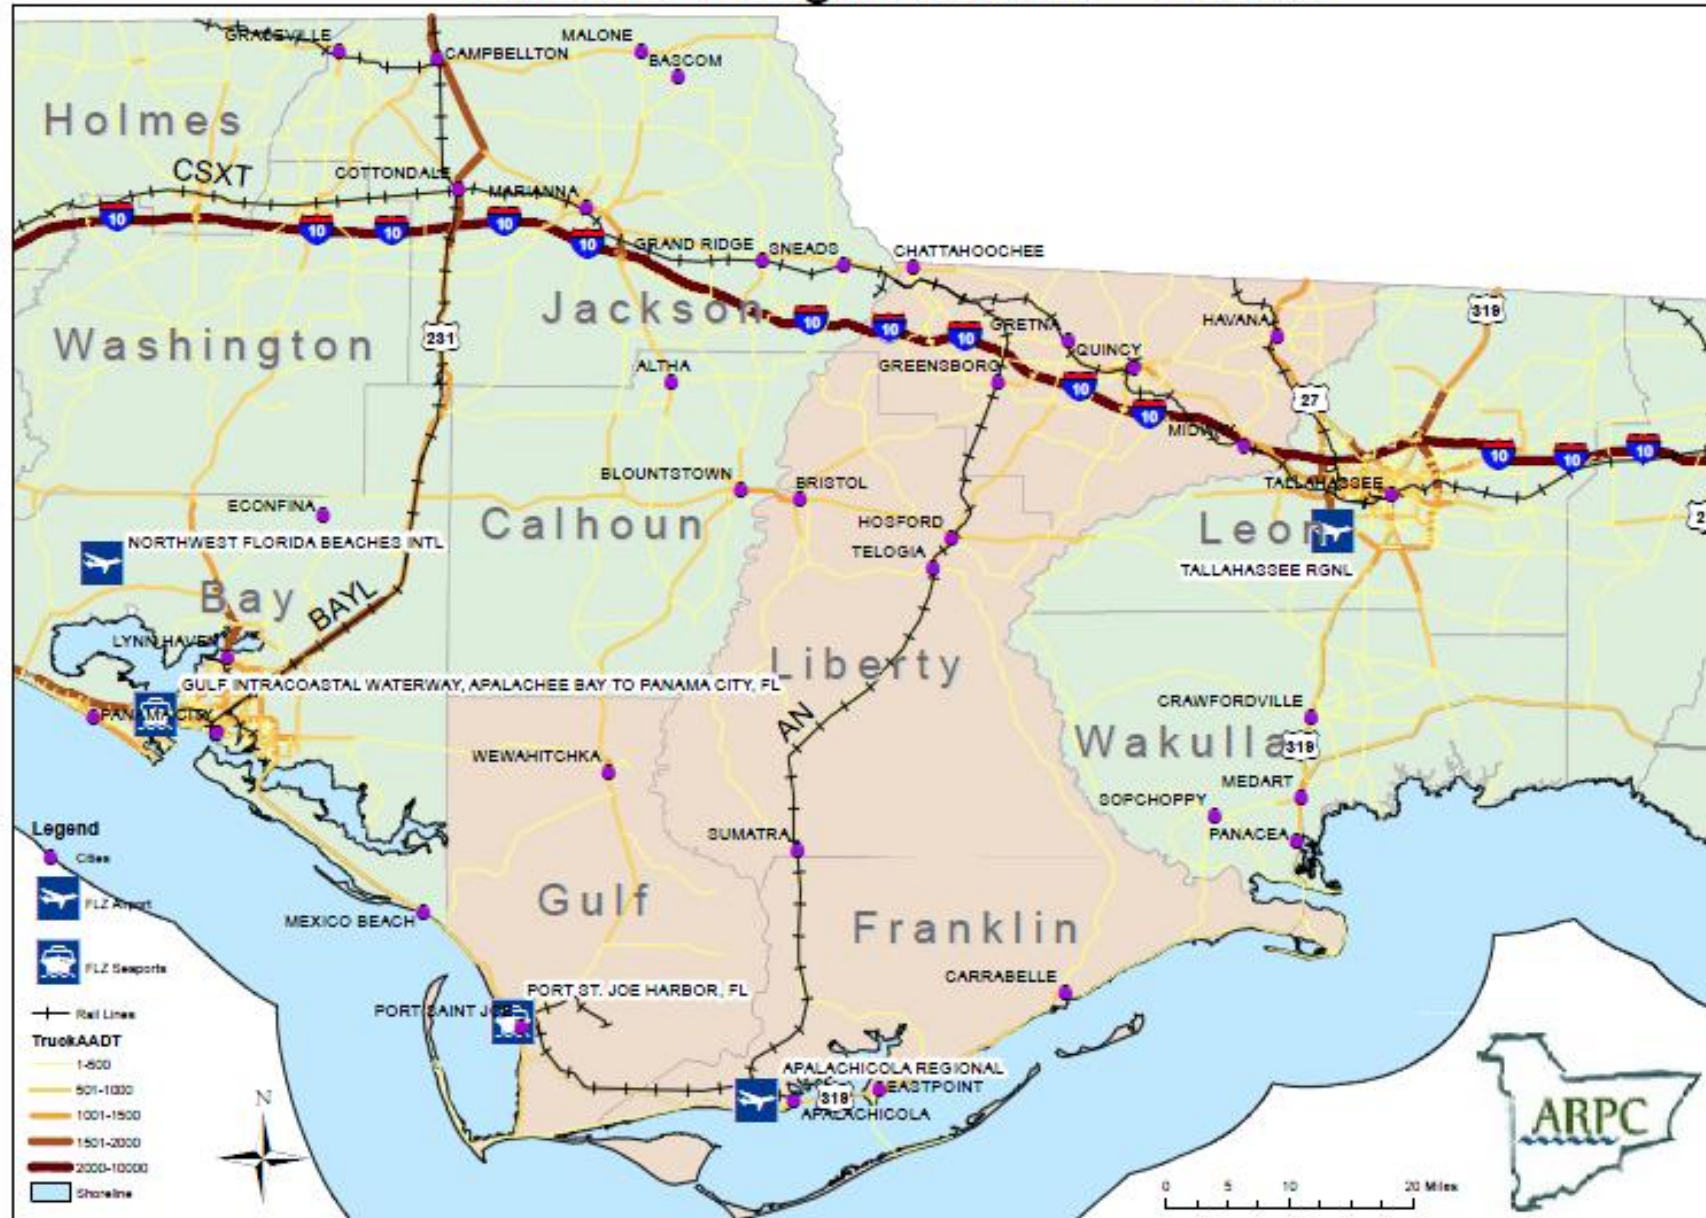 GRACEVILLE
CAMPBELLTON
MALONE
BASCOM
Holmes
CSXT
COTTONDALE
MARIANNA
10
10
10
10
10
GRAND RIDGE
SNEADS
CHATTAHOOCHEE
Jackson
Washington
231
10
10
10
GRETNA
HAVANA
319
QUINCY
ALTHA
GREENSBORO
10
27
10
MIDWAY
10
10
10
BLOUNTSTOWN
BRISTOL
TALLAHASSEE
ECONFINA
Calhoun
HOSFORD
Leon
2
NORTHWEST FLORIDA BEACHES INTL
TELOGIA
TALLAHASSEE RGNL
Bay
BAYL
LYNN HAVEN
Liberty
GULF INTRACOASTAL WATERWAY, APALACHEE BAY TO PANAMA CITY, FL
PANAMA CITY
AN
CRAWFORDVILLE
Wakulla
319
WEWAHITCHKA
MEDART
SOPCHOPPY
SUMATRA
PANACEA
Legend
Cities
FLZ Airport
FLZ Seaports
Rail Lines
TruckAADT
1-500
501-1000
1001-1500
1501-2000
2000-10000
Shoreline
Gulf
MEXICO BEACH
Franklin
CARRABELLE
PORT ST. JOE HARBOR, FL
PORT SAINT JOE
APALACHICOLA REGIONAL
319
EASTPOINT
APALACHICOLA
N
ARPC
0 5 10 20 Miles